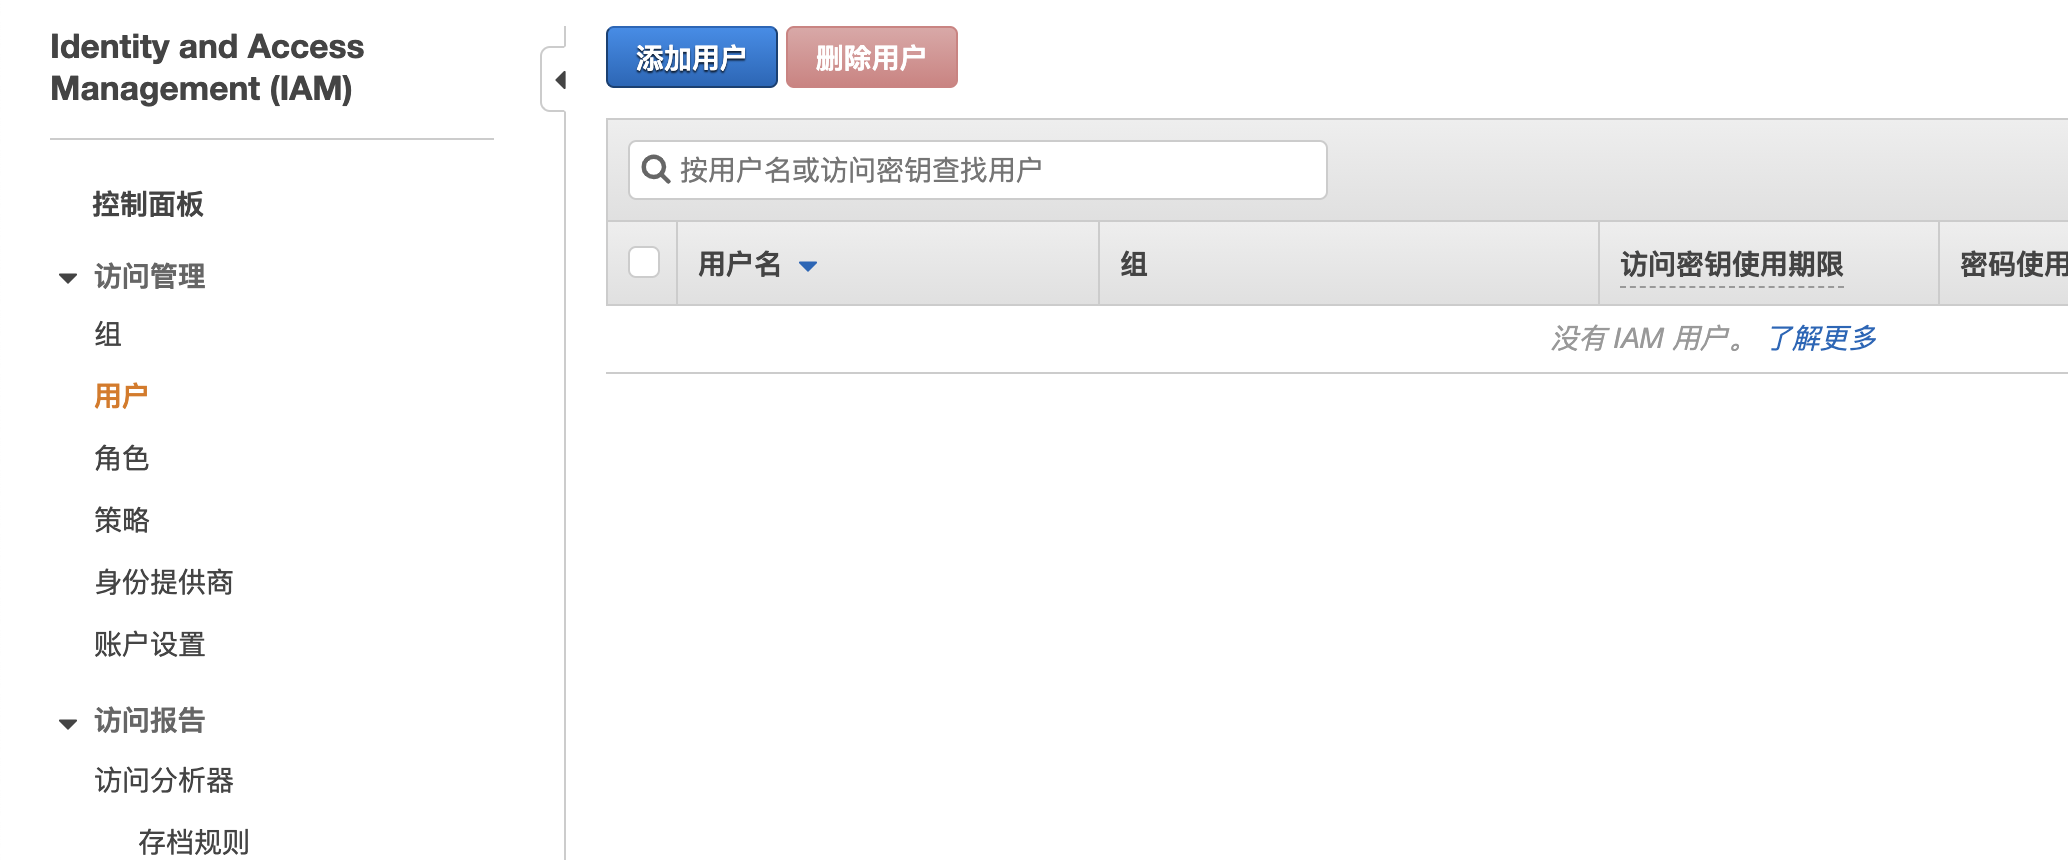 Identity and Access
Management (IAM)
控制面板
访问管理
组
用户
角色
策略
身份提供商
账户设置
访问报告
访问分析器
存档规则
添加用户
删除用户
按用户名或访问密钥查找用户
用户名
组
访问密钥使用期限
密码使用
没有 IAM 用户。 了解更多